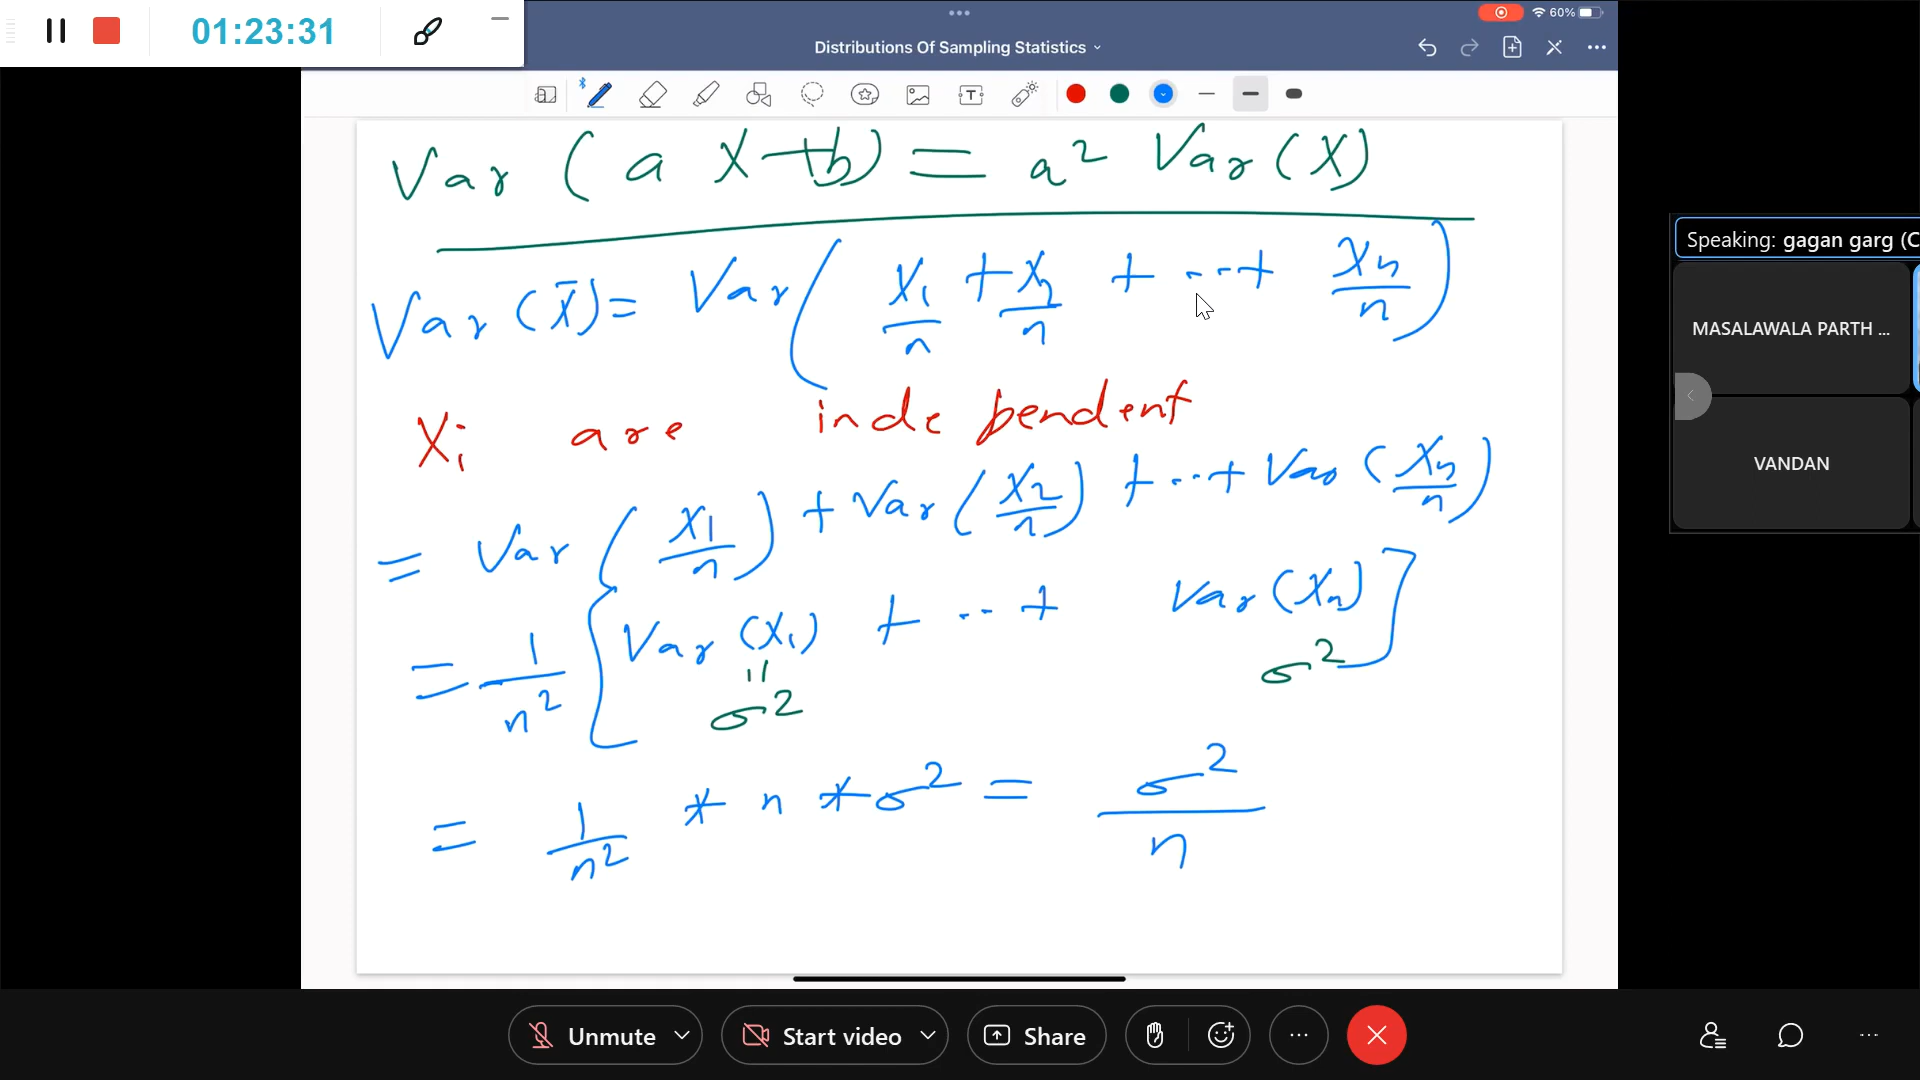 01:23:31
60%
Distributions Of Sampling Statistics
T
Var (aX+b) = a² Var(X)
Var (X̄) = Var(X₁/n + X₂/n + ... + Xₙ/n)
Xᵢ are independent
= Var(X₁/n) + Var(X₂/n) + ... + Var(Xₙ/n)
= 1/n² [Var(X₁) + ... + Var(Xₙ)]
σ² σ²
= 1/n² * n * σ² = σ²/n
Speaking: gagan garg (C
MASALAWALA PARTH ...
VANDAN
Unmute
Start video
Share